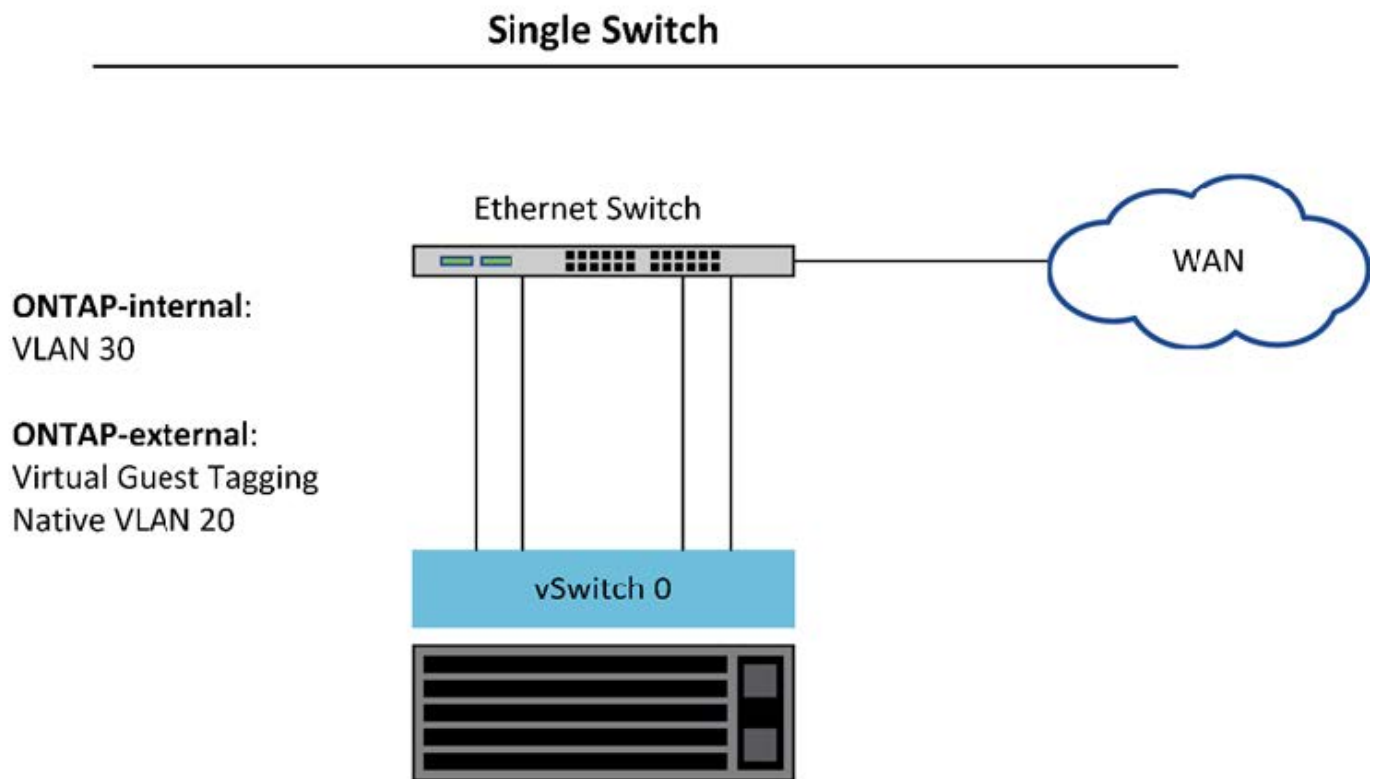 Single Switch
Ethernet Switch
WAN
ONTAP-internal:
VLAN 30
ONTAP-external:
Virtual Guest Tagging
Native VLAN 20
vSwitch 0